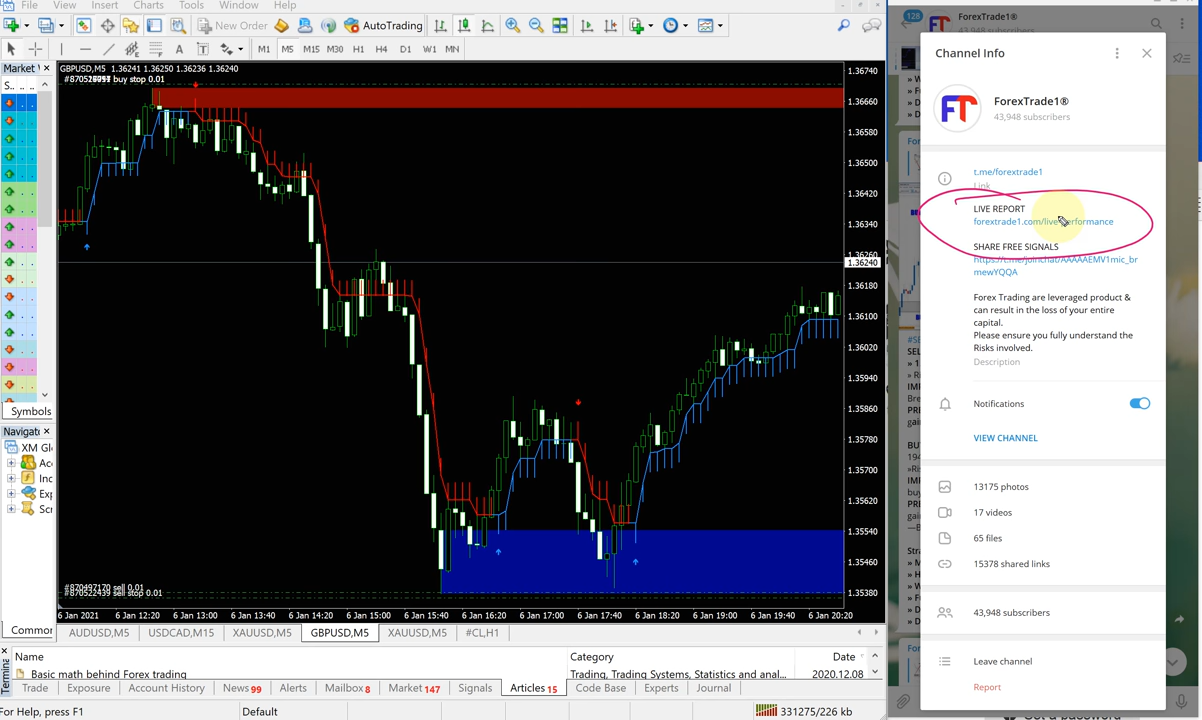 File View Insert Charts Tools Window Help
New Order AutoTrading
A T M1 M5 M15 M30 H1 H4 D1 W1 MN
Market
S..
Symbols
GBPUSD,M5 1.36241 1.36250 1.36236 1.36240
buy stop 0.01
1.36740
1.36660
1.36580
1.36500
1.36420
1.36340
1.36260
1.36240
1.36180
1.36100
1.36020
1.35940
1.35860
1.35780
1.35700
1.35620
1.35540
1.35460
1.35380
#870497170 sell 0.01
#870522439 sell stop 0.01
6 Jan 2021 6 Jan 12:20 6 Jan 13:00 6 Jan 13:40 6 Jan 14:20 6 Jan 15:00 6 Jan 15:40 6 Jan 16:20 6 Jan 17:00 6 Jan 17:40 6 Jan 18:20 6 Jan 19:00 6 Jan 19:40 6 Jan 20:20
Navigat
XM Gl
Acc
Inc
Exp
Scr
Common
AUDUSD,M5 USDCAD,M15 XAUUSD,M15 GBPUSD,M5 XAUUSD,M5 #CL,H1
Terminal
Name Category Date
Basic math behind Forex trading Trading, Trading Systems, Statistics and anal... 2020.12.08
Trade Exposure Account History News 99 Alerts Mailbox 8 Market 147 Signals Articles 15 Code Base Experts Journal
For Help, press F1 Default 331275/226 kb
128
ForexTrade1®
43,948 subscribers
Channel Info
FT
ForexTrade1®
43,948 subscribers
t.me/forextrade1
Link
LIVE REPORT
forextrade1.com/live-performance
SHARE FREE SIGNALS
https://t.me/joinchat/AAAAAEMV1mic_br
mewYQQA
Forex Trading are leveraged product &
can result in the loss of your entire
capital.
Please ensure you fully understand the
Risks involved.
Description
Notifications
VIEW CHANNEL
13175 photos
17 videos
65 files
15378 shared links
43,948 subscribers
Leave channel
Report